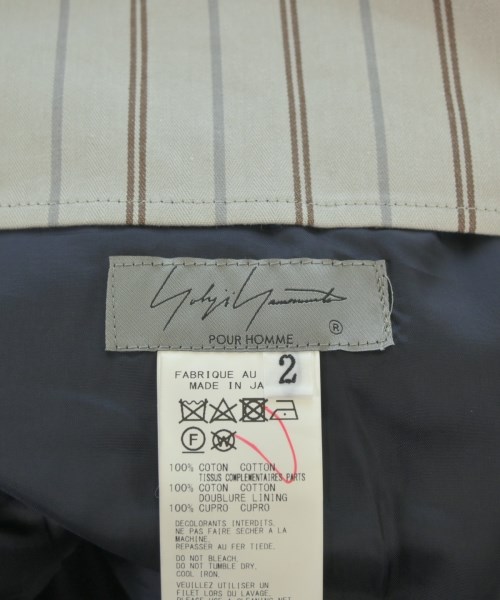 Yohji Yamamoto
®
POUR HOMME
FABRIQUE AU
MADE IN JA
2
F
W
100% COTON COTTON
TISSUS COMPLEMENTAIRES PARTS
100% COTON COTTON
DOUBLURE LINING
100% CUPRO CUPRO
DECOLORANTS INTERDITS.
NE PAS FAIRE SECHER A LA
MACHINE.
REPASSER AU FER TIEDE.
DO NOT BLEACH.
DO NOT TUMBLE DRY.
COOL IRON.
VEUILLEZ UTILISER UN
FILET LORS DU LAVAGE.